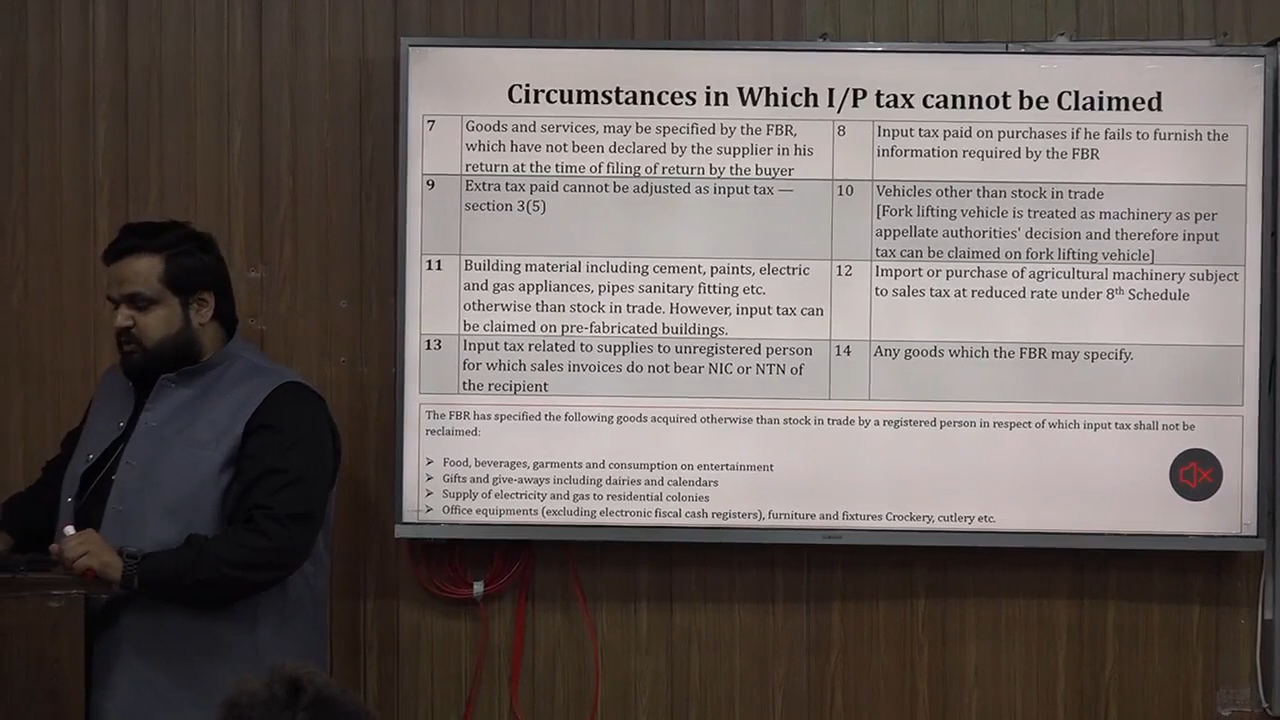 Circumstances in Which I/P tax cannot be Claimed
7
Goods and services, may be specified by the FBR,
which have not been declared by the supplier in his
return at the time of filing of return by the buyer
8
Input tax paid on purchases if he fails to furnish the
information required by the FBR
9
Extra tax paid cannot be adjusted as input tax —
section 3(5)
10
Vehicles other than stock in trade
[Fork lifting vehicle is treated as machinery as per
appellate authorities' decision and therefore input
tax can be claimed on fork lifting vehicle]
11
Building material including cement, paints, electric
and gas appliances, pipes sanitary fitting etc.
otherwise than stock in trade. However, input tax can
be claimed on pre-fabricated buildings.
12
Import or purchase of agricultural machinery subject
to sales tax at reduced rate under 8th Schedule
13
Input tax related to supplies to unregistered person
for which sales invoices do not bear NIC or NTN of
the recipient
14
Any goods which the FBR may specify.
The FBR has specified the following goods acquired otherwise than stock in trade by a registered person in respect of which input tax shall not be
reclaimed:
➢ Food, beverages, garments and consumption on entertainment
➢ Gifts and give-aways including dairies and calendars
➢ Supply of electricity and gas to residential colonies
➢ Office equipments (excluding electronic fiscal cash registers), furniture and fixtures Crockery, cutlery etc.